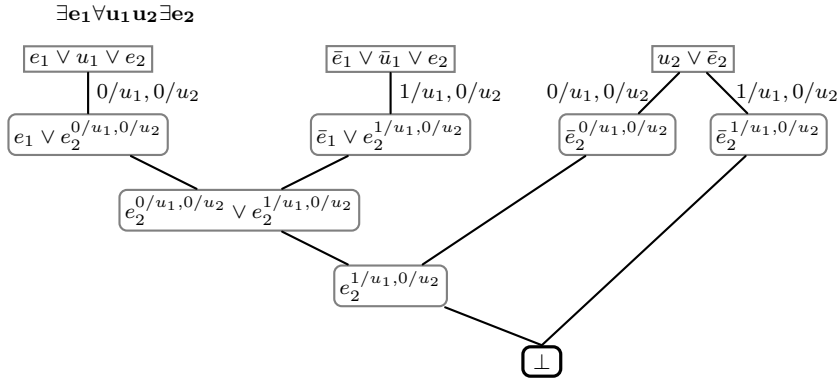 ∃e₁∀u₁u₂∃e₂
e₁ ∨ u₁ ∨ e₂ ē₁ ∨ ū₁ ∨ e₂ u₂ ∨ ē₂
0/u₁, 0/u₂ 1/u₁, 0/u₂ 0/u₁, 0/u₂ 1/u₁, 0/u₂
e₁ ∨ e₂^{0/u₁,0/u₂} ē₁ ∨ e₂^{1/u₁,0/u₂} ē₂^{0/u₁,0/u₂} ē₂^{1/u₁,0/u₂}
e₂^{0/u₁,0/u₂} ∨ e₂^{1/u₁,0/u₂}
e₂^{1/u₁,0/u₂}
⊥